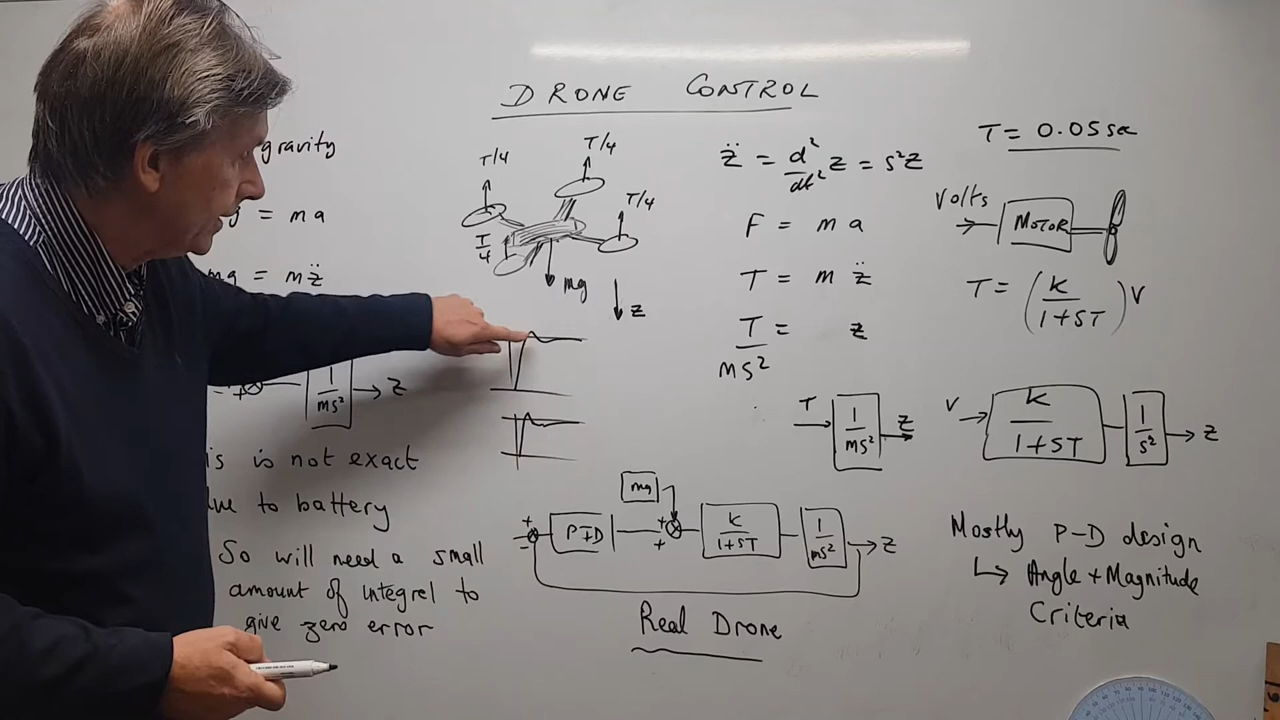 DRONE CONTROL
gravity
g = ma
mg = mz̈
1
ms²
Z
is is not exact
due to battery
So will need a small
amount of integrel to
give zero error
T/4
T/4
T/4
T
4
mg
z
z̈ = d²/dt² z = s²z
F = ma
T = m z̈
T/ms² = z
T
1
ms²
Z
mg
+
-
PID
+
+
K
1+ST
1
ms²
Z
Real Drone
T = 0.05sec
Volts
MOTOR
T = (K/1+ST)V
V
K
1+ST
1
s²
Z
Mostly P-D design
↳ Angle + Magnitude
Criteria